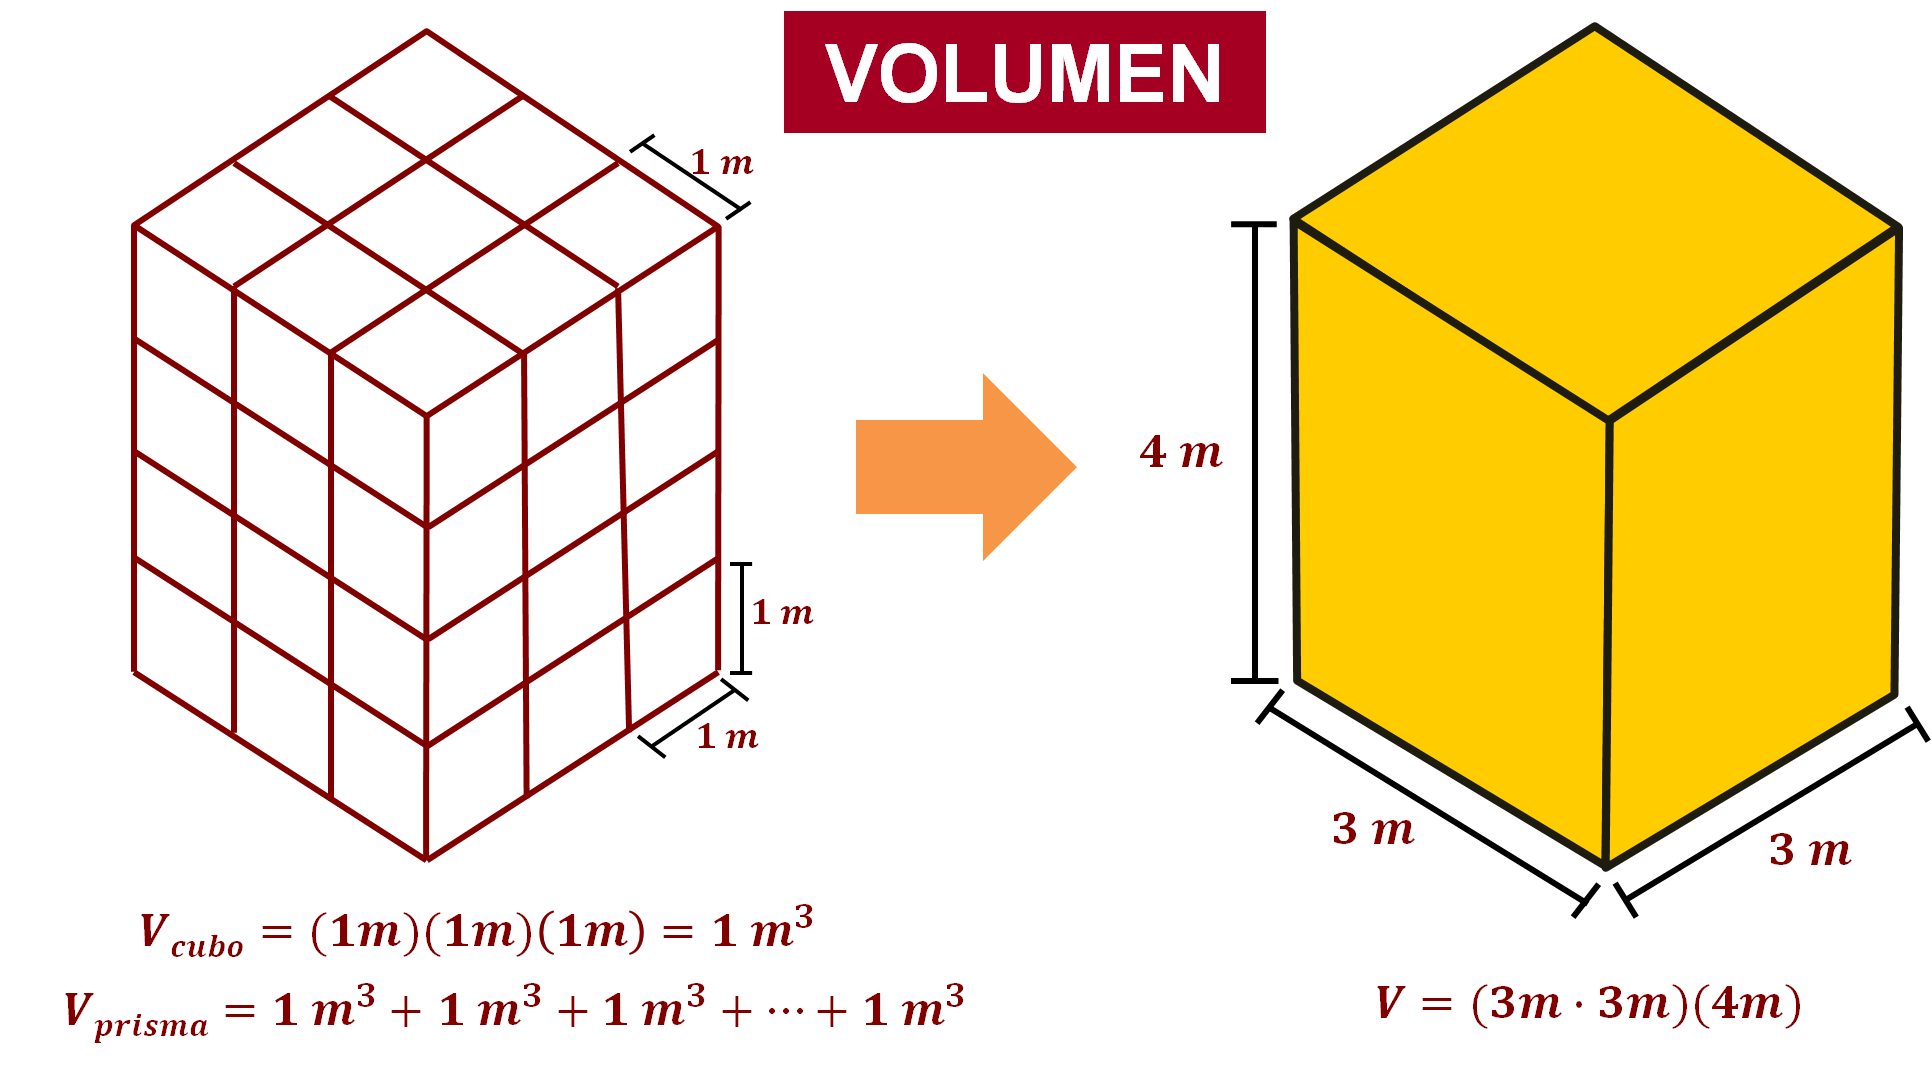 VOLUMEN
1 m
1 m
1 m
V_cubo = (1m)(1m)(1m) = 1 m³
V_prisma = 1 m³ + 1 m³ + 1 m³ + ⋯ + 1 m³
4 m
3 m
3 m
V = (3m · 3m)(4m)